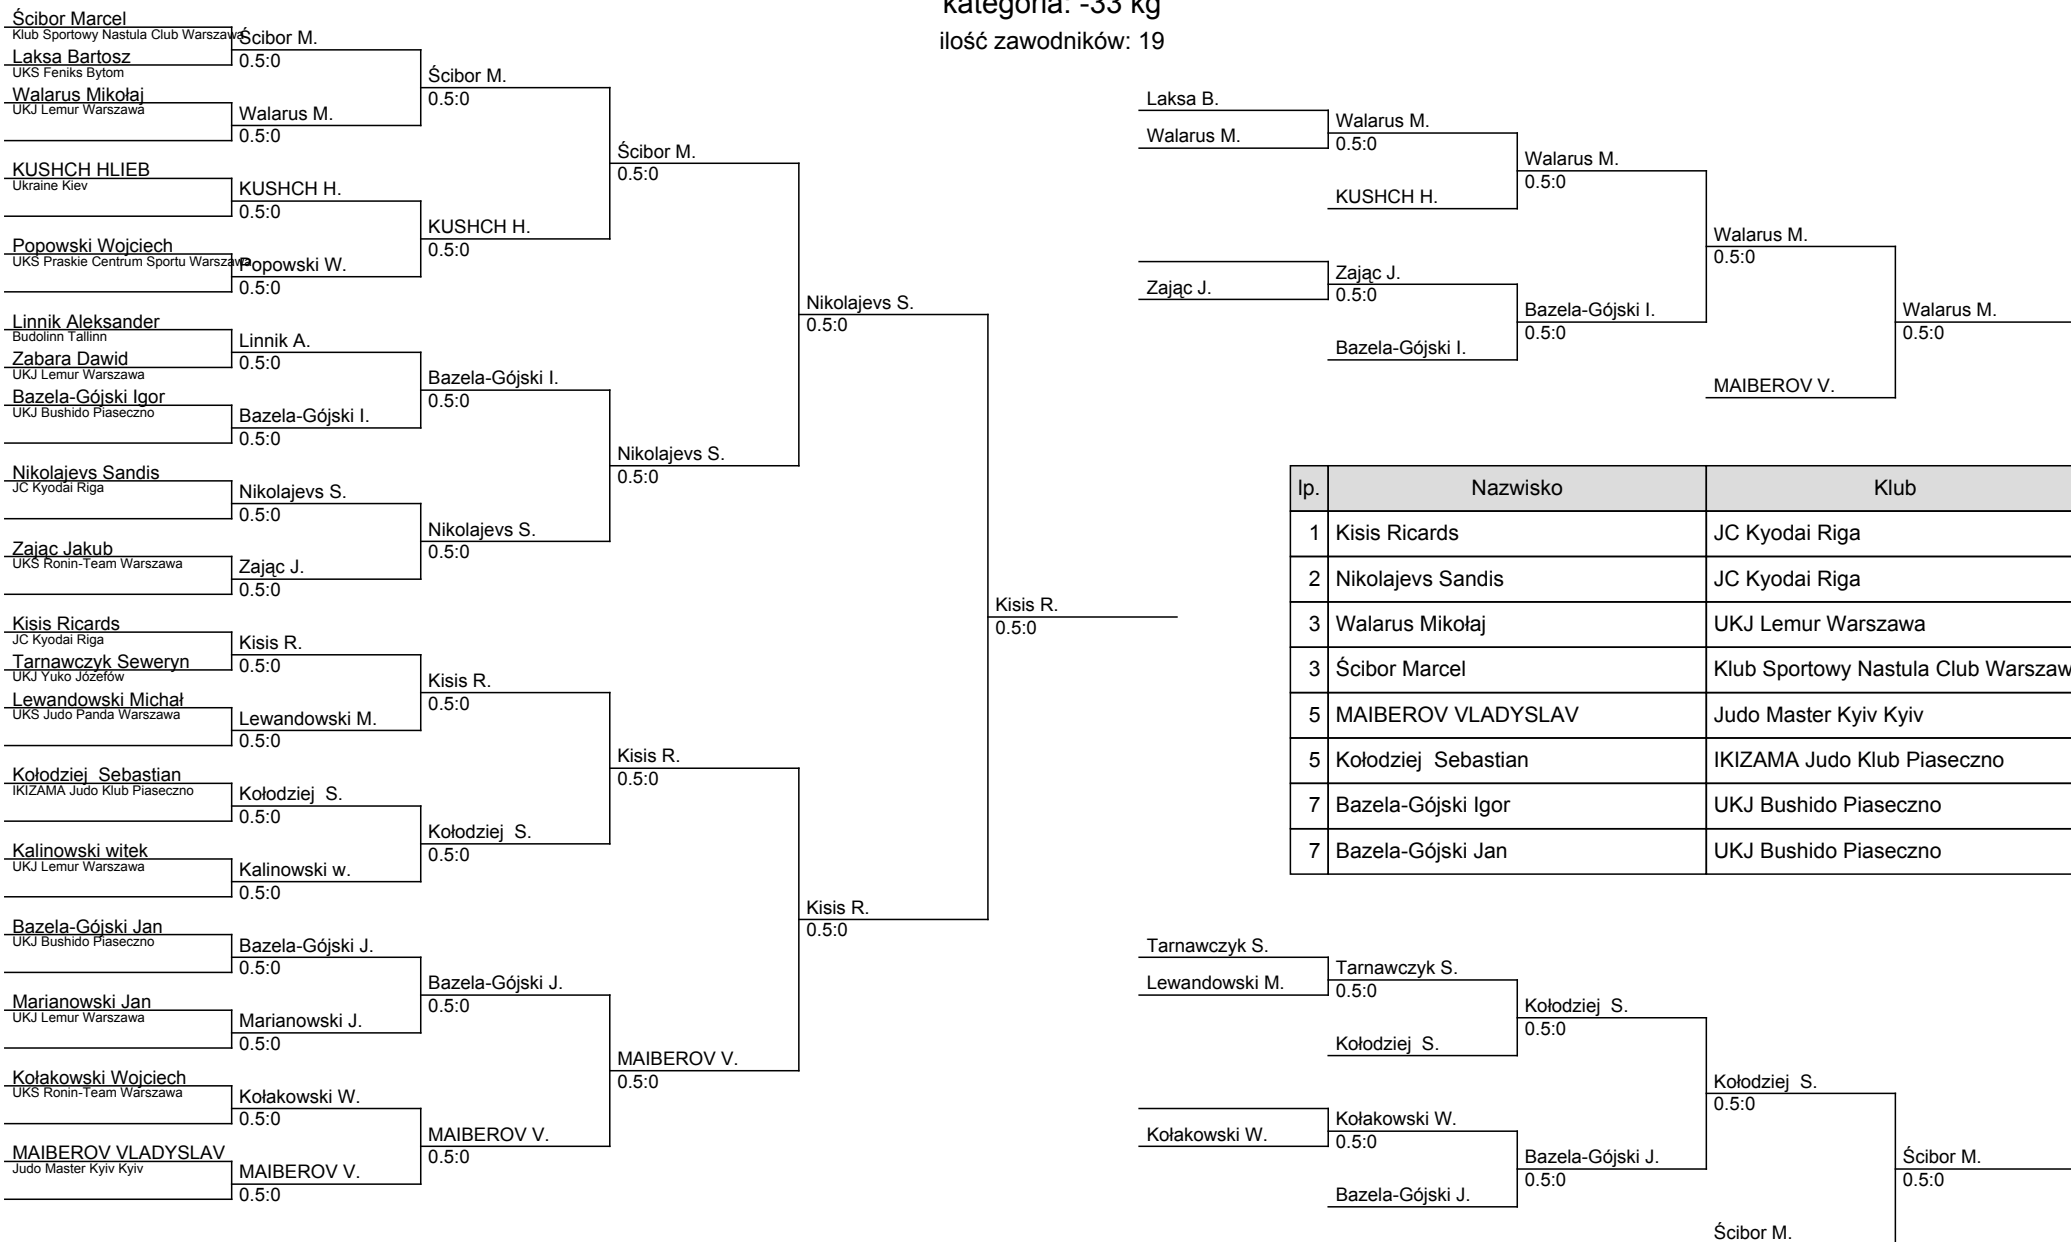 kategoria: -33 kg
ilość zawodników: 19
Ścibor Marcel
Klub Sportowy Nastula Club Warszawa
Laksa Bartosz
UKS Feniks Bytom
Walarus Mikołaj
UKJ Lemur Warszawa
KUSHCH HLIEB
Ukraine Kiev
Popowski Wojciech
UKS Praskie Centrum Sportu Warszawa
Linnik Aleksander
Budolinn Tallinn
Zabara Dawid
UKJ Lemur Warszawa
Bazela-Gójski Igor
UKJ Bushido Piaseczno
Nikolajevs Sandis
JC Kyodai Riga
Zając Jakub
UKS Ronin-Team Warszawa
Kisis Ricards
JC Kyodai Riga
Tarnawczyk Seweryn
UKJ Yuko Józefów
Lewandowski Michał
UKS Judo Panda Warszawa
Kołodziej  Sebastian
IKIZAMA Judo Klub Piaseczno
Kalinowski witek
UKJ Lemur Warszawa
Bazela-Gójski Jan
UKJ Bushido Piaseczno
Marianowski Jan
UKJ Lemur Warszawa
Kołakowski Wojciech
UKS Ronin-Team Warszawa
MAIBEROV VLADYSLAV
Judo Master Kyiv Kyiv
Ścibor M.
0.5:0
Walarus M.
0.5:0
KUSHCH H.
0.5:0
Popowski W.
0.5:0
Linnik A.
0.5:0
Bazela-Gójski I.
0.5:0
Nikolajevs S.
0.5:0
Zając J.
0.5:0
Kisis R.
0.5:0
Lewandowski M.
0.5:0
Kołodziej  S.
0.5:0
Kalinowski w.
0.5:0
Bazela-Gójski J.
0.5:0
Marianowski J.
0.5:0
Kołakowski W.
0.5:0
MAIBEROV V.
0.5:0
Ścibor M.
0.5:0
KUSHCH H.
0.5:0
Bazela-Gójski I.
0.5:0
Nikolajevs S.
0.5:0
Kisis R.
0.5:0
Kołodziej  S.
0.5:0
Bazela-Gójski J.
0.5:0
MAIBEROV V.
0.5:0
Ścibor M.
0.5:0
Nikolajevs S.
0.5:0
Kisis R.
0.5:0
MAIBEROV V.
0.5:0
Nikolajevs S.
0.5:0
Kisis R.
0.5:0
Kisis R.
0.5:0
Laksa B.
Walarus M.
Walarus M.
0.5:0
KUSHCH H.
Walarus M.
0.5:0
Zając J.
Zając J.
0.5:0
Bazela-Gójski I.
Bazela-Gójski I.
0.5:0
Walarus M.
0.5:0
MAIBEROV V.
Walarus M.
0.5:0
lp. Nazwisko Klub
1 Kisis Ricards JC Kyodai Riga
2 Nikolajevs Sandis JC Kyodai Riga
3 Walarus Mikołaj UKJ Lemur Warszawa
3 Ścibor Marcel Klub Sportowy Nastula Club Warszaw
5 MAIBEROV VLADYSLAV Judo Master Kyiv Kyiv
5 Kołodziej  Sebastian IKIZAMA Judo Klub Piaseczno
7 Bazela-Gójski Igor UKJ Bushido Piaseczno
7 Bazela-Gójski Jan UKJ Bushido Piaseczno
Tarnawczyk S.
Lewandowski M.
Tarnawczyk S.
0.5:0
Kołodziej  S.
Kołodziej  S.
0.5:0
Kołakowski W.
Kołakowski W.
0.5:0
Bazela-Gójski J.
Bazela-Gójski J.
0.5:0
Kołodziej  S.
0.5:0
Ścibor M.
Ścibor M.
0.5:0